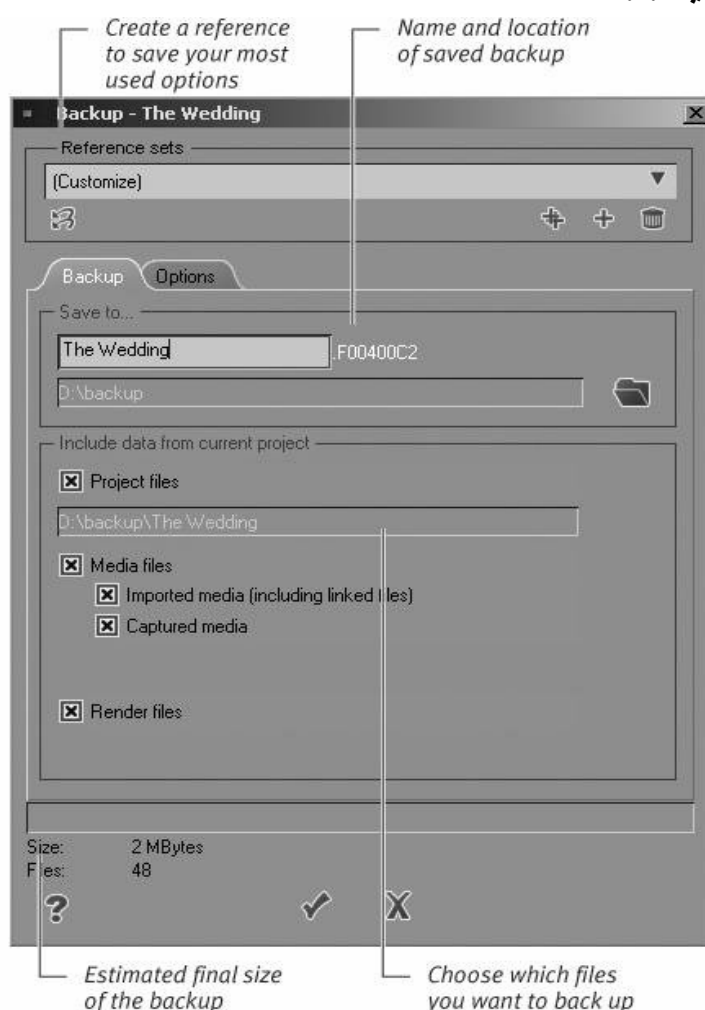 Create a reference
to save your most
used options
Name and location
of saved backup
Backup - The Wedding
Reference sets
(Customize)
Backup
Options
Save to...
The Wedding
.F00400C2
D:\backup
Include data from current project
Project files
D:\backup\The Wedding
Media files
Imported media (including linked files)
Captured media
Render files
Size: 2 MBytes
Files: 48
Estimated final size
of the backup
Choose which files
you want to back up